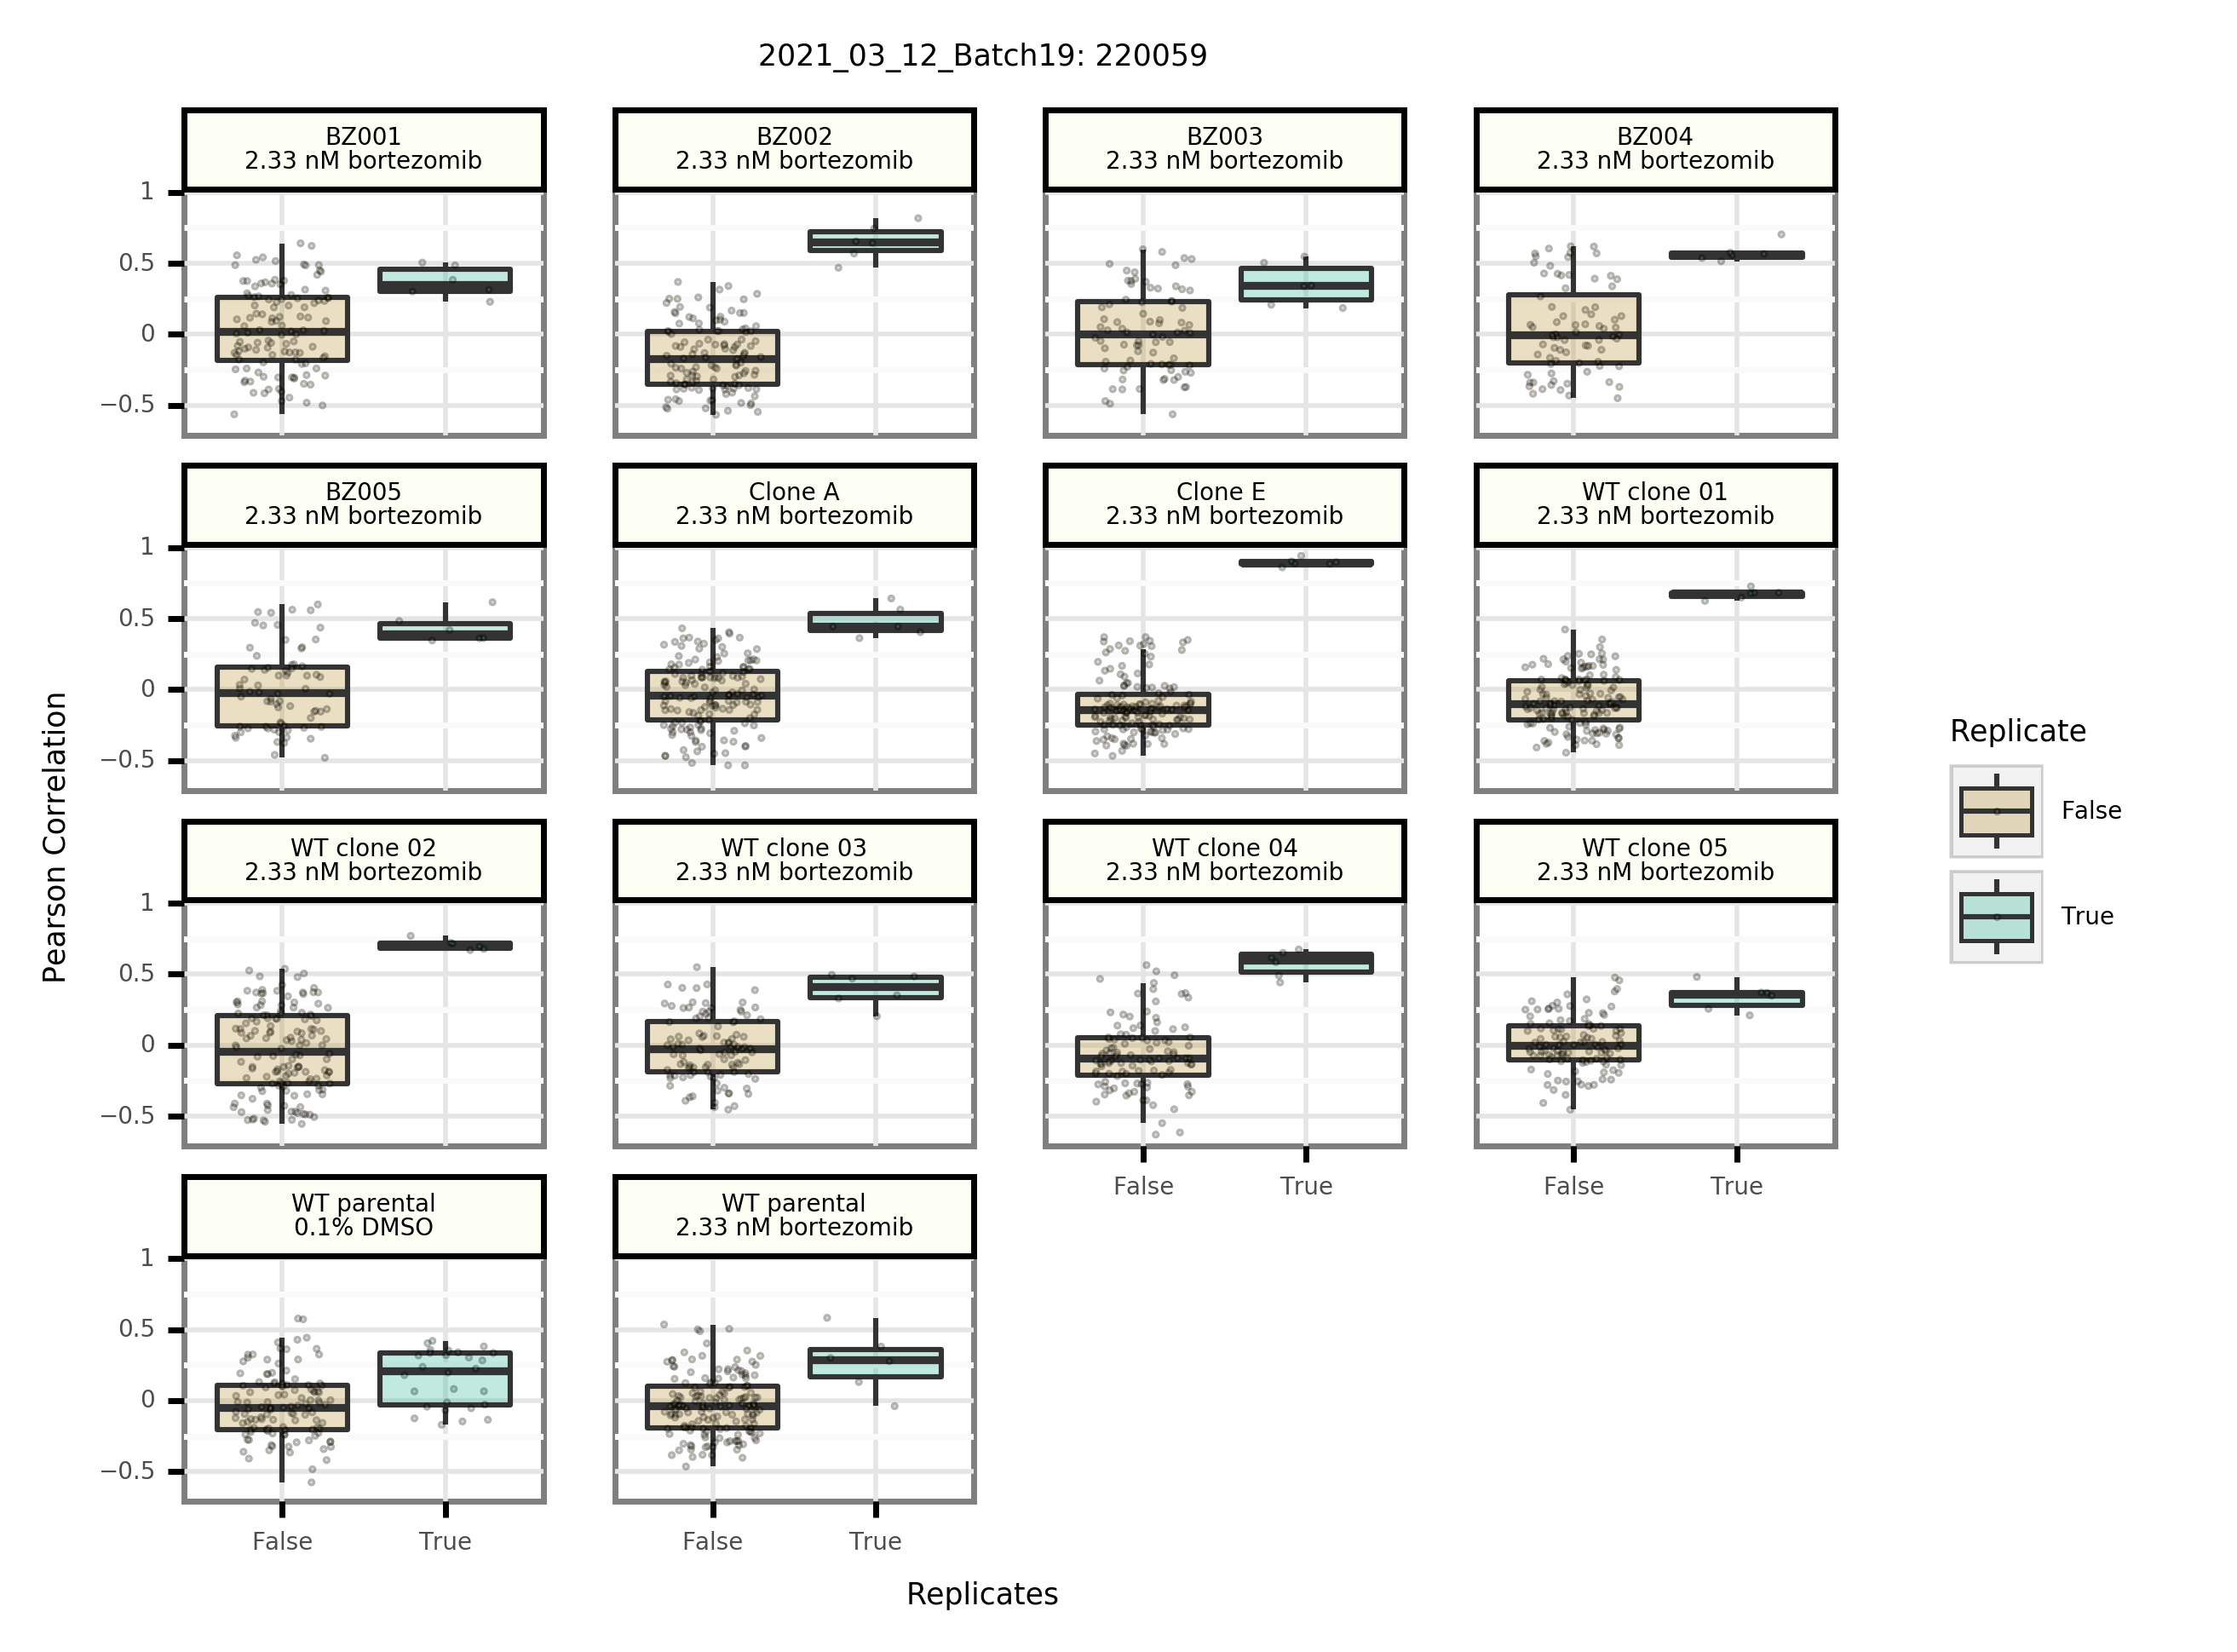 2021_03_12_Batch19: 220059
BZ001
2.33 nM bortezomib
BZ002
2.33 nM bortezomib
BZ003
2.33 nM bortezomib
BZ004
2.33 nM bortezomib
1
0.5
0
−0.5
BZ005
2.33 nM bortezomib
Clone A
2.33 nM bortezomib
Clone E
2.33 nM bortezomib
WT clone 01
2.33 nM bortezomib
1
0.5
0
−0.5
WT clone 02
2.33 nM bortezomib
WT clone 03
2.33 nM bortezomib
WT clone 04
2.33 nM bortezomib
WT clone 05
2.33 nM bortezomib
1
0.5
0
−0.5
False
True
False
True
WT parental
0.1% DMSO
WT parental
2.33 nM bortezomib
1
0.5
0
−0.5
False
True
False
True
Replicates
Pearson Correlation
Replicate
False
True